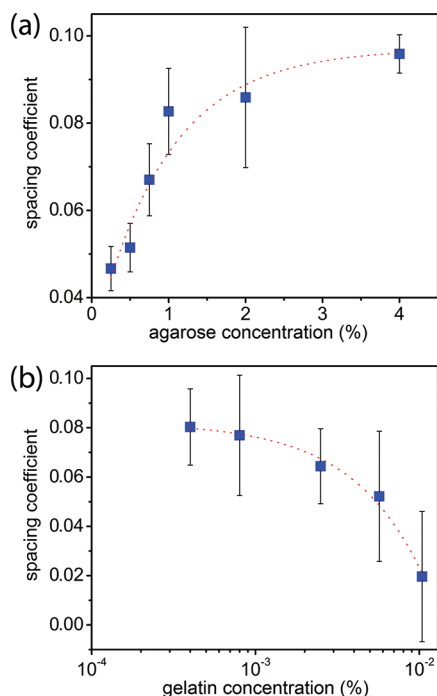 (a)
0.10
0.08
0.06
0.04
spacing coefficient
0 1 2 3 4
agarose concentration (%)
(b)
0.10
0.08
0.06
0.04
0.02
0.00
spacing coefficient
10⁻⁴ 10⁻³ 10⁻²
gelatin concentration (%)